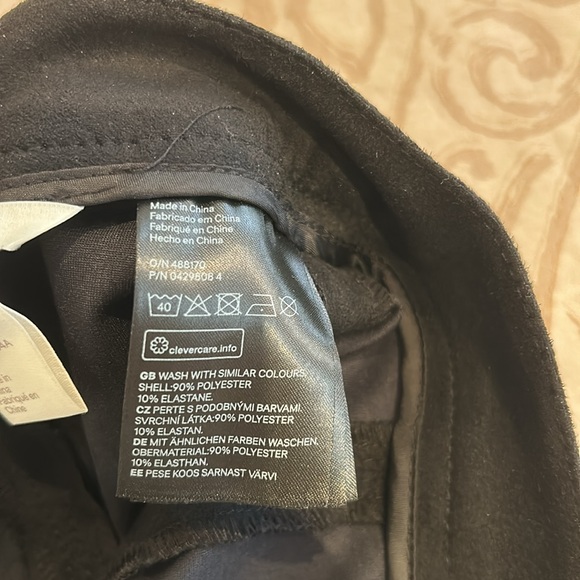 Made in China
Fabricado em China
Fabriqué en Chine
Hecho en China
O/N 488170
P/N 0429808 4
40
clevercare.info
GB WASH WITH SIMILAR COLOURS.
SHELL:90% POLYESTER
10% ELASTANE.
CZ PERTE S PODOBNÝMI BARVAMI.
SVRCHNÍ LÁTKA:90% POLYESTER
10% ELASTAN.
DE MIT ÄHNLICHEN FARBEN WASCHEN.
OBERMATERIAL:90% POLYESTER
10% ELASTHAN.
EE PESE KOOS SARNAST VÄRVI
Chine